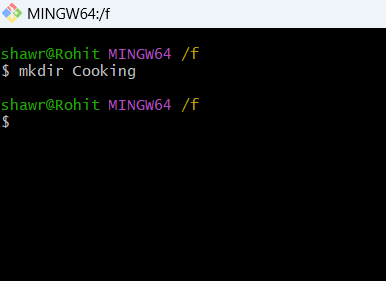 MINGW64:/f
shawr@Rohit MINGW64 /f
$ mkdir Cooking
shawr@Rohit MINGW64 /f
$